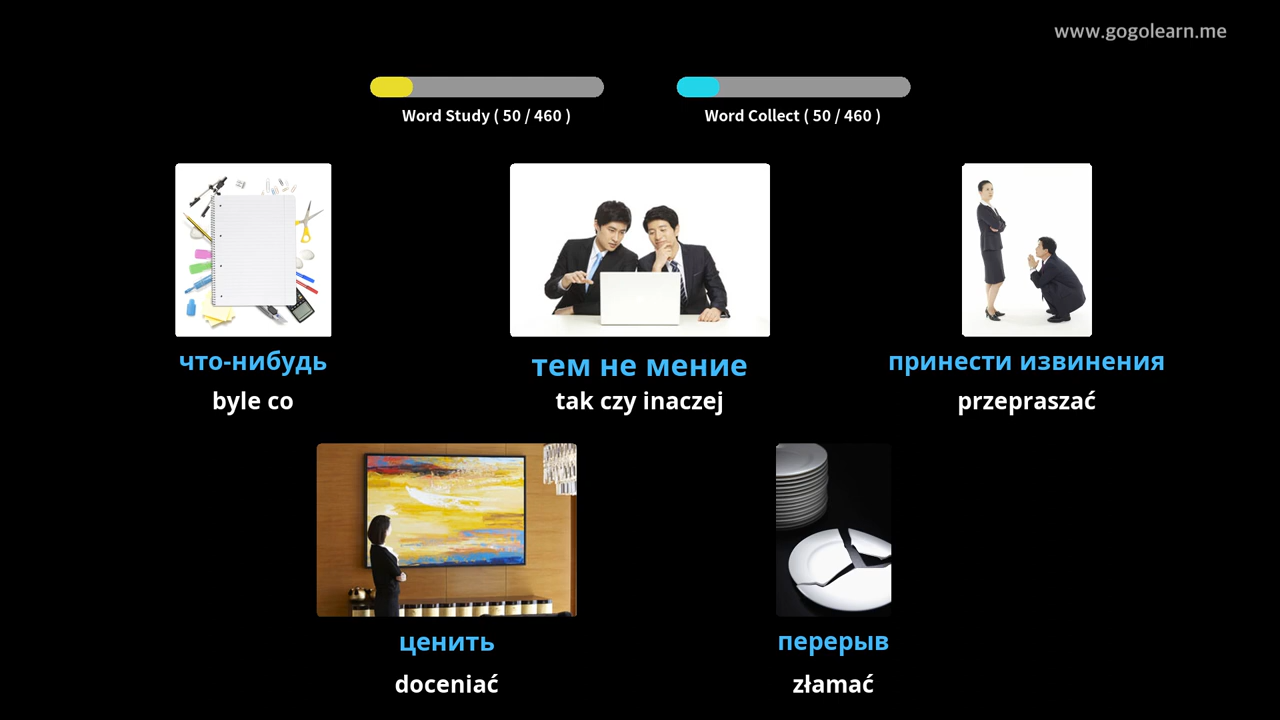 www.gogolearn.me
Word Study ( 50 / 460 )
Word Collect ( 50 / 460 )
что-нибудь
byle co
тем не мение
tak czy inaczej
принести извинения
przepraszać
ценить
doceniać
перерыв
złamać